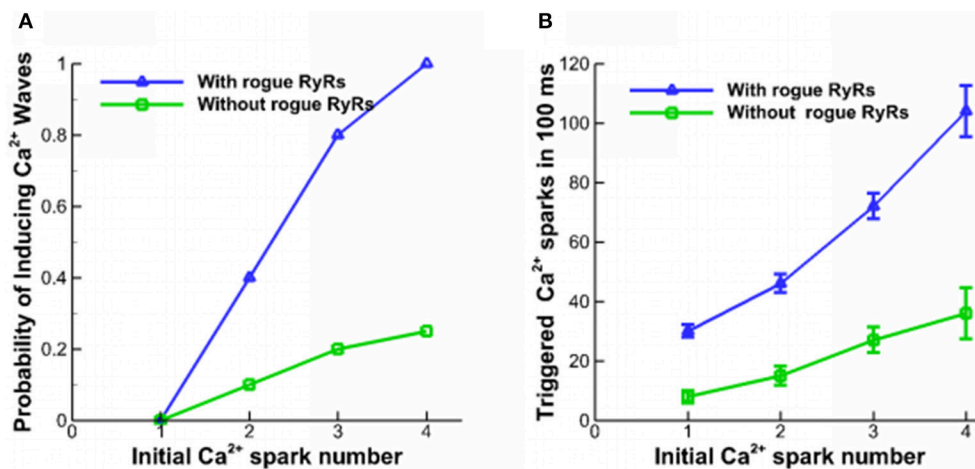 A
Probability of Inducing Ca²⁺ Waves
1
0.8
0.6
0.4
0.2
0
With rogue RyRs
Without rogue RyRs
0 1 2 3 4
Initial Ca²⁺ spark number
B
Triggered Ca²⁺ sparks in 100 ms
120
100
80
60
40
20
0
With rogue RyRs
Without rogue RyRs
0 1 2 3 4
Initial Ca²⁺ spark number